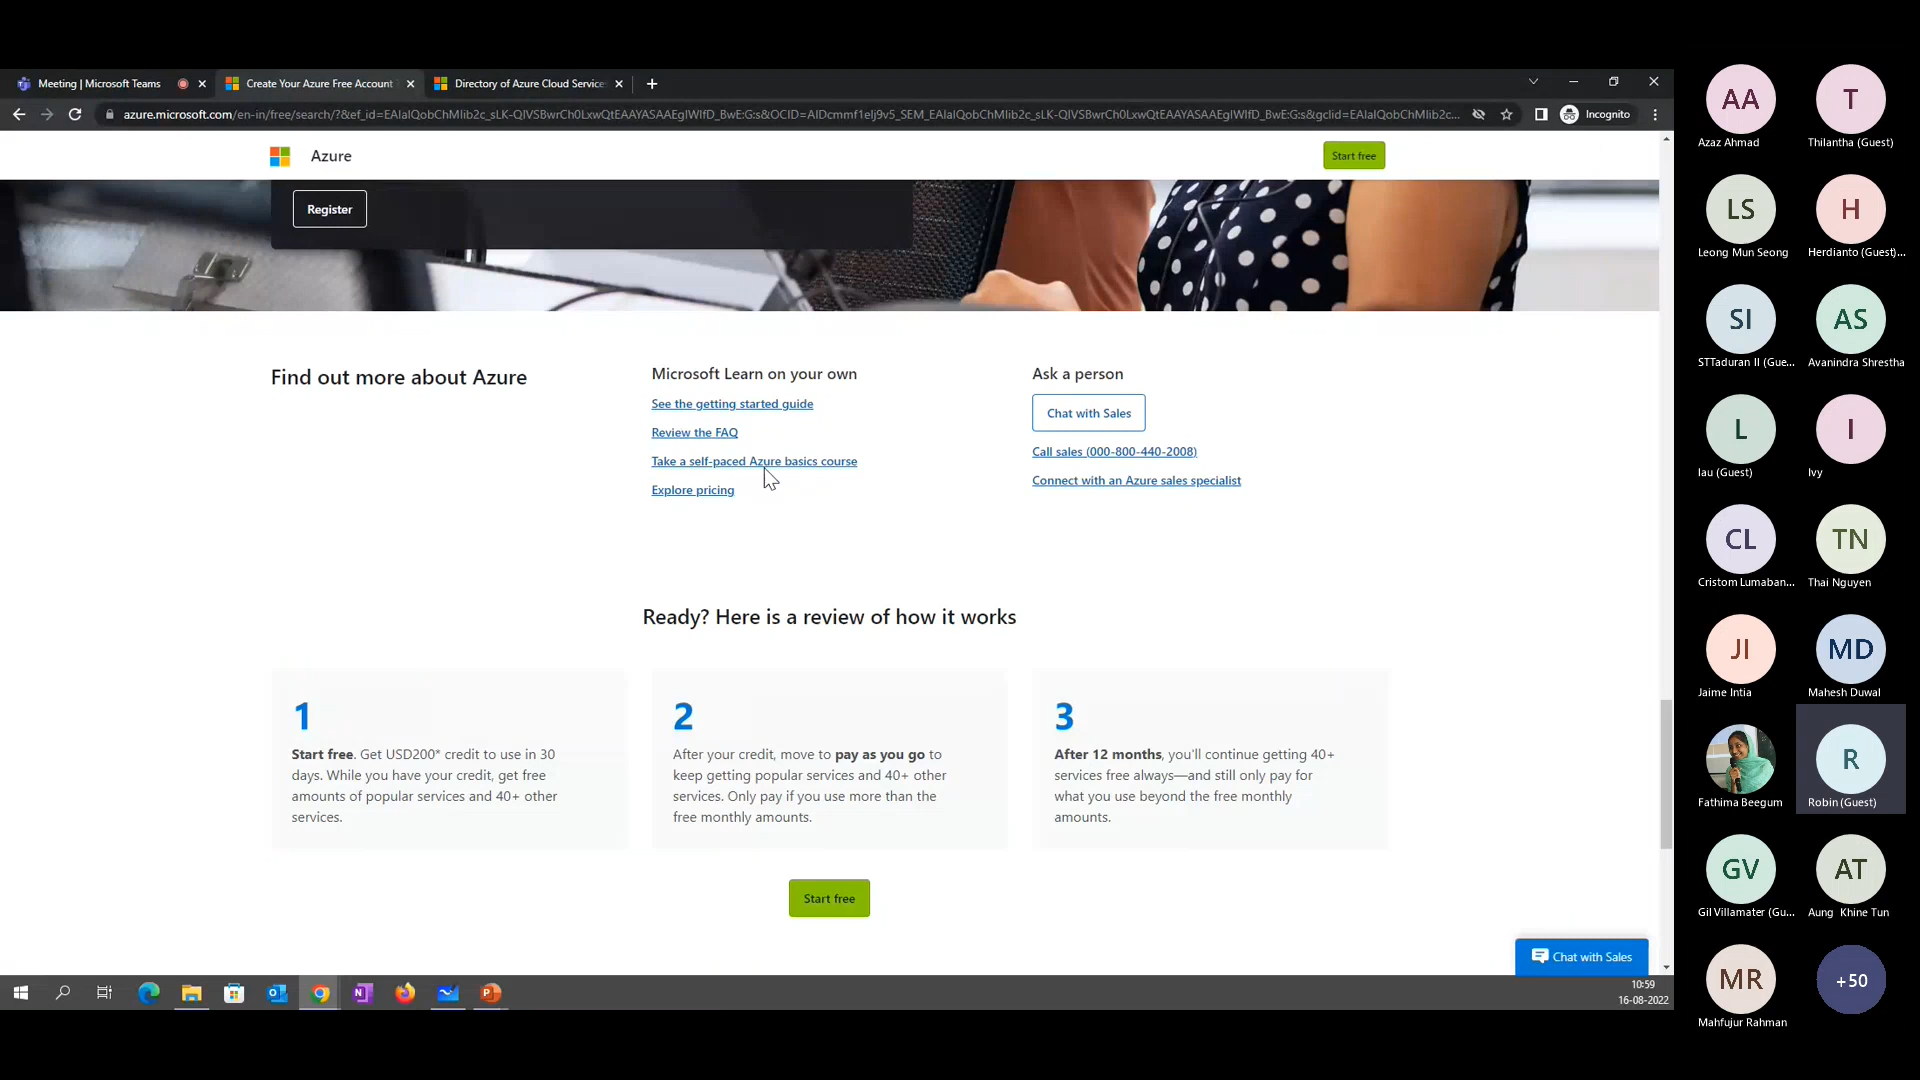 Meeting | Microsoft Teams
Create Your Azure Free Account
Directory of Azure Cloud Service
azure.microsoft.com/en-in/free/search/?&ef_id=EAIaIQobChMIib2c_sLK-QIVSBwrCh0LxwQtEAAYASAAEgIWIfD_BwE:G:s&OCID=AIDcmmf1elj9v5_SEM_EAIaIQobChMIib2c_sLK-QIVSBwrCh0LxwQtEAAYASAAEgIWIfD_BwE:G:s&gclid=EAIaIQobChMIib2c...
Incognito
Azure
Start free
Register
Find out more about Azure
Microsoft Learn on your own
See the getting started guide
Review the FAQ
Take a self-paced Azure basics course
Explore pricing
Ask a person
Chat with Sales
Call sales (000-800-440-2008)
Connect with an Azure sales specialist
Ready? Here is a review of how it works
1
Start free. Get USD200* credit to use in 30
days. While you have your credit, get free
amounts of popular services and 40+ other
services.
2
After your credit, move to pay as you go to
keep getting popular services and 40+ other
services. Only pay if you use more than the
free monthly amounts.
3
After 12 months, you'll continue getting 40+
services free always—and still only pay for
what you use beyond the free monthly
amounts.
Start free
Chat with Sales
10:59
16-08-2022
AA
Azaz Ahmad
T
Thilantha (Guest)
LS
Leong Mun Seong
H
Herdianto (Guest)...
SI
STTaduran II (Gue...
AS
Avanindra Shrestha
L
lau (Guest)
I
Ivy
CL
Cristom Lumaban...
TN
Thai Nguyen
JI
Jaime Intia
MD
Mahesh Duwal
Fathima Beegum
R
Robin (Guest)
GV
Gil Villamater (Gu...
AT
Aung Khine Tun
MR
Mahfujur Rahman
+50